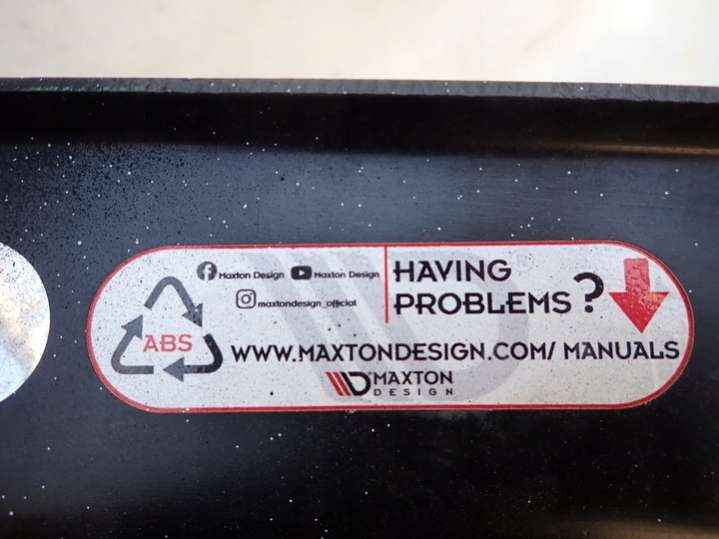 Maxton Design Maxton Design
maxtondesign_official
HAVING
PROBLEMS?
ABS
WWW.MAXTONDESIGN.COM/ MANUALS
MAXTON
DESIGN